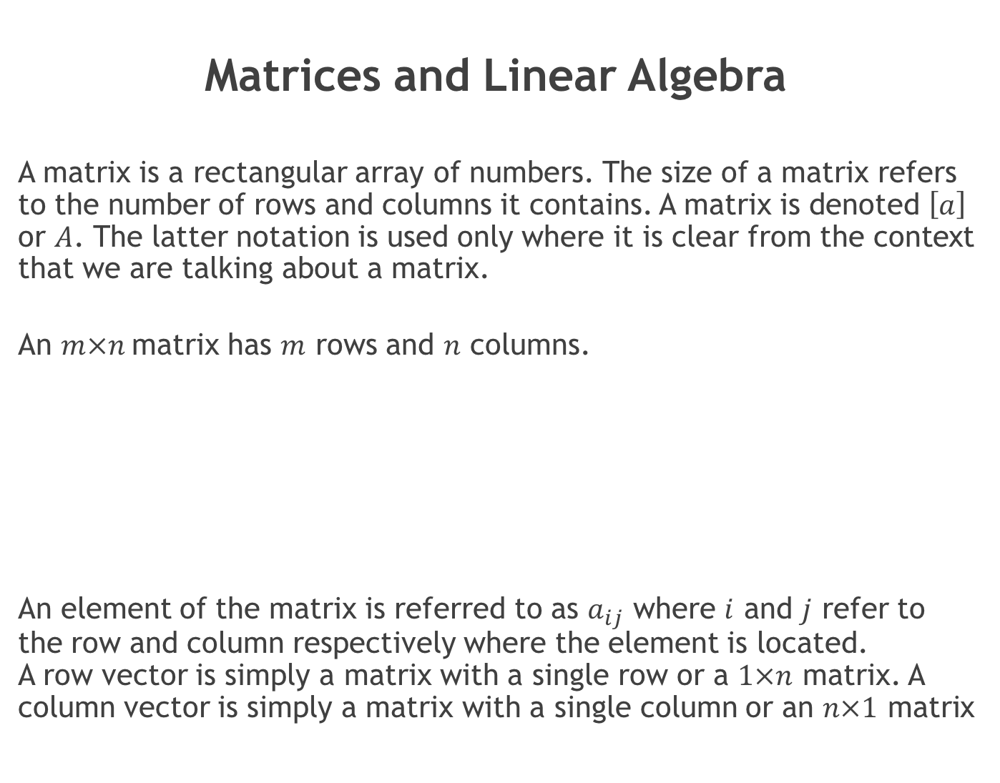 Matrices and Linear Algebra
A matrix is a rectangular array of numbers. The size of a matrix refers
to the number of rows and columns it contains. A matrix is denoted [𝑎]
or 𝐴. The latter notation is used only where it is clear from the context
that we are talking about a matrix.
An 𝑚×𝑛 matrix has 𝑚 rows and 𝑛 columns.
An element of the matrix is referred to as 𝑎ᵢⱼ where 𝑖 and 𝑗 refer to
the row and column respectively where the element is located.
A row vector is simply a matrix with a single row or a 1×𝑛 matrix. A
column vector is simply a matrix with a single column or an 𝑛×1 matrix